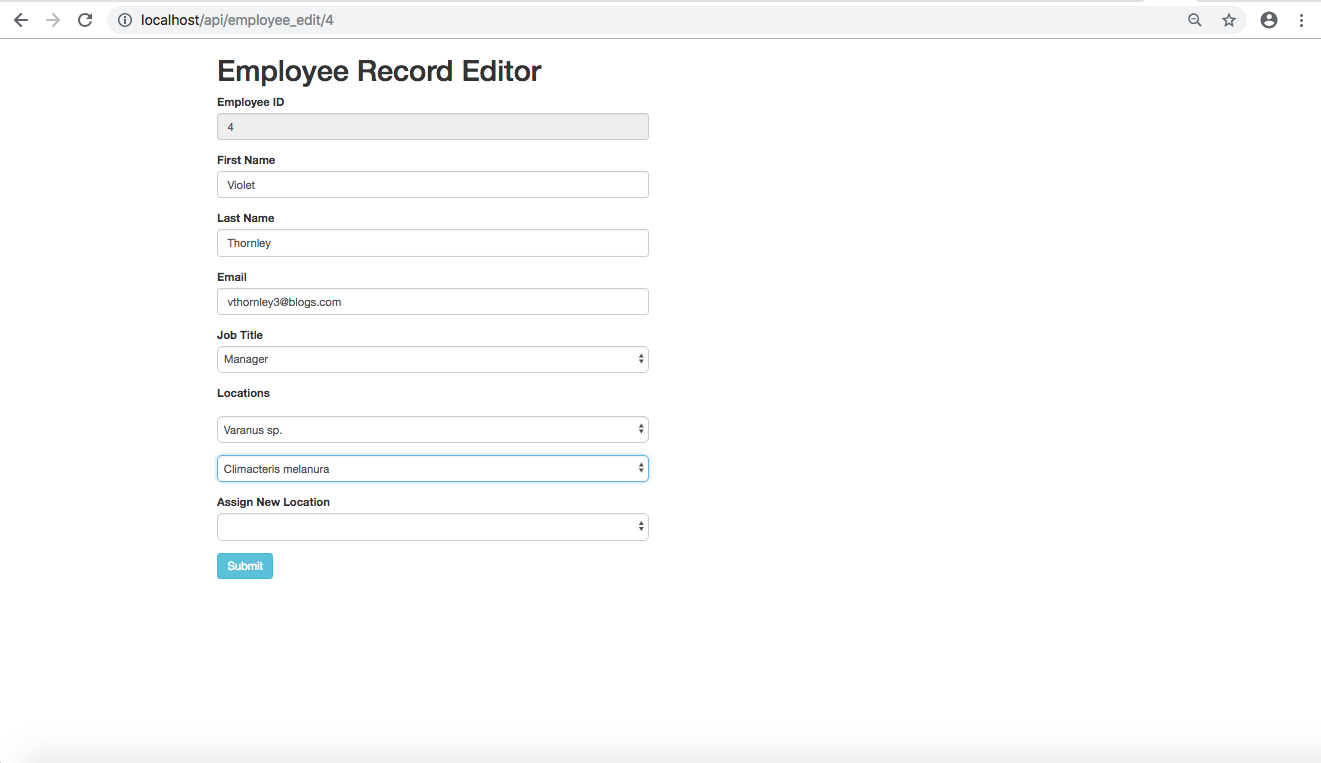 localhost/api/employee_edit/4
Employee Record Editor
Employee ID
4
First Name
Violet
Last Name
Thornley
Email
vthornley3@blogs.com
Job Title
Manager
Locations
Varanus sp.
Climacteris melanura
Assign New Location
Submit